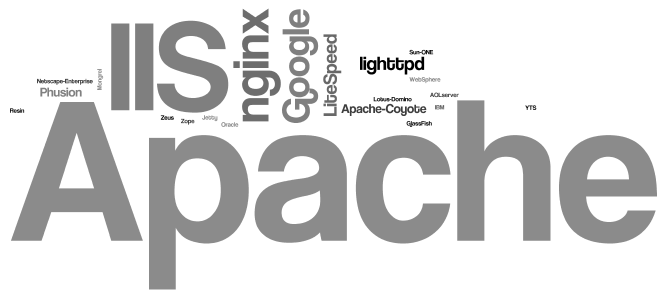 IIS
nginx
Google
LiteSpeed
Sun-ONE
lighttpd
WebSphere
Netscape-Enterprise
Mongrel
Phusion
AOLserver
Lotus-Domino
Resin
Apache-Coyote
IBM
YTS
Zeus
Zope
Jetty
Oracle
GlassFish
Apache